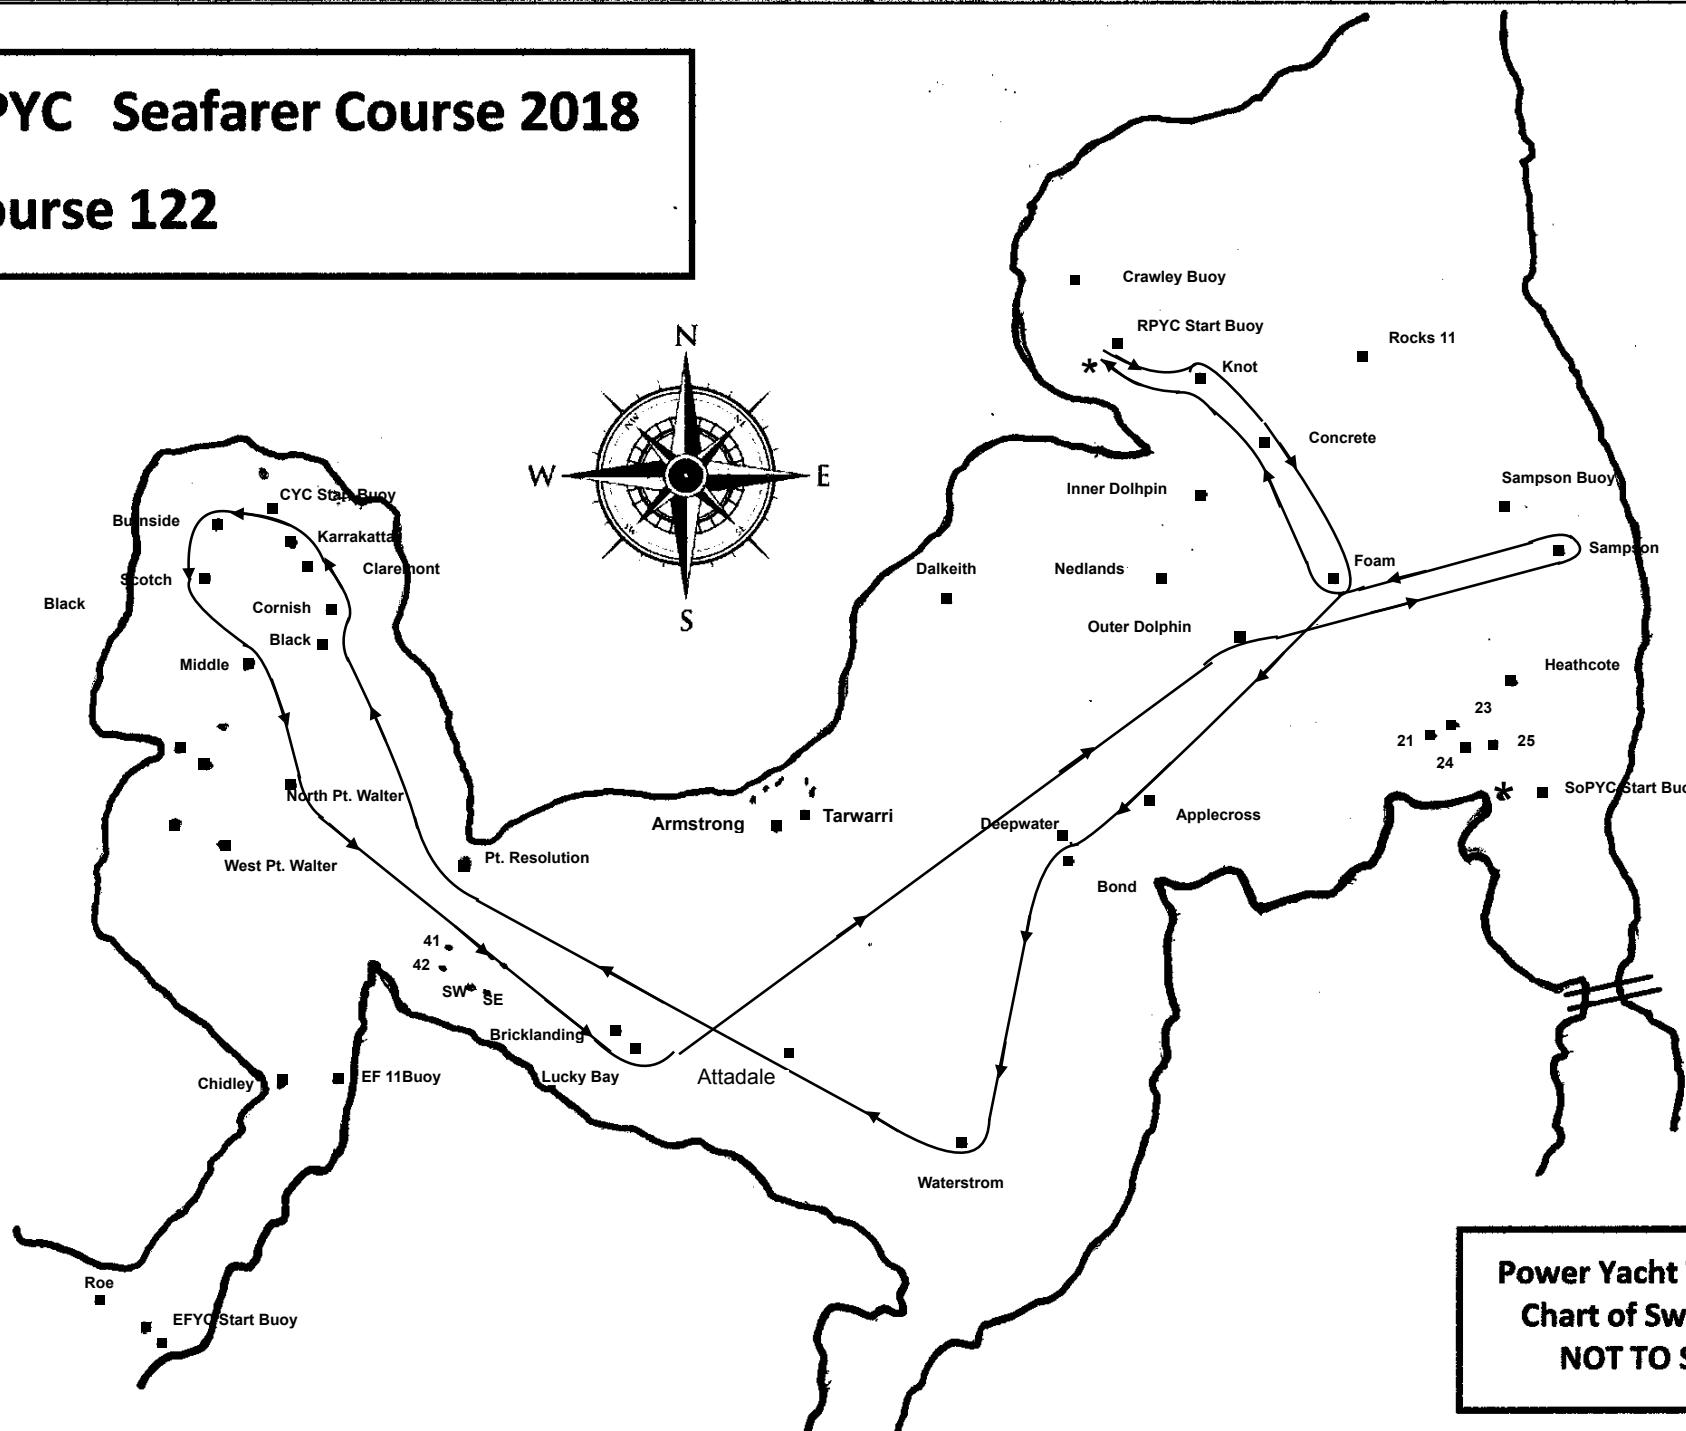 PYC Seafarer Course 2018
ourse 122
Crawley Buoy
RPYC Start Buoy
Rocks 11
Knot
Concrete
N
W
E
S
Sampson Buoy
Inner Dolhpin
CYC Start Buoy
Burnside
Karrakatta
Sampson
Foam
Claremont
Dalkeith
Nedlands
Scotch
Black
Cornish
Outer Dolphin
Black
Middle
Heathcote
23
21
25
24
SoPYC Start Buo
North Pt. Walter
Applecross
Tarwarri
Armstrong
Deepwater
Pt. Resolution
West Pt. Walter
Bond
41
42
SW
SE
Bricklanding
Lucky Bay
Attadale
EF 11Buoy
Chidley
Waterstrom
Roe
EFYC Start Buoy
Power Yacht
Chart of Sw
NOT TO S